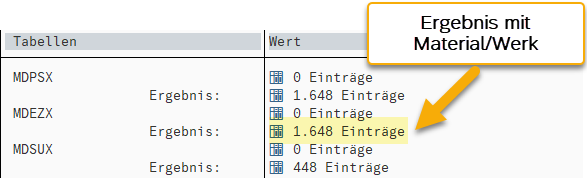 Ergebnis mit
Material/Werk
Tabellen Wert
MDPSX 0 Einträge
Ergebnis: 1.648 Einträge
MDEZX 0 Einträge
Ergebnis: 1.648 Einträge
MDSUX 0 Einträge
Ergebnis: 448 Einträge